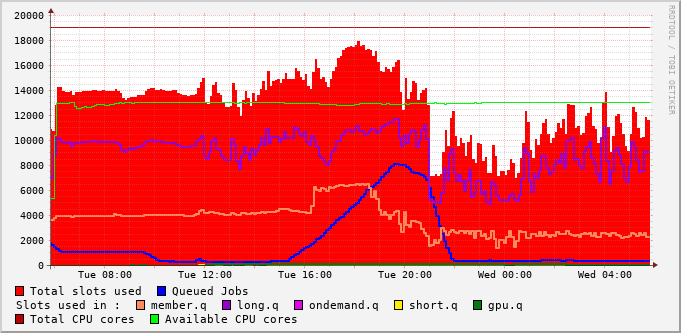 20000
18000
16000
14000
12000
10000
8000
6000
4000
2000
0
Tue 08:00 Tue 12:00 Tue 16:00 Tue 20:00 Wed 00:00 Wed 04:00
RRDTOOL / TOBI OETIKER
Total slots used Queued Jobs
Slots used in : member.q long.q ondemand.q short.q gpu.q
Total CPU cores Available CPU cores